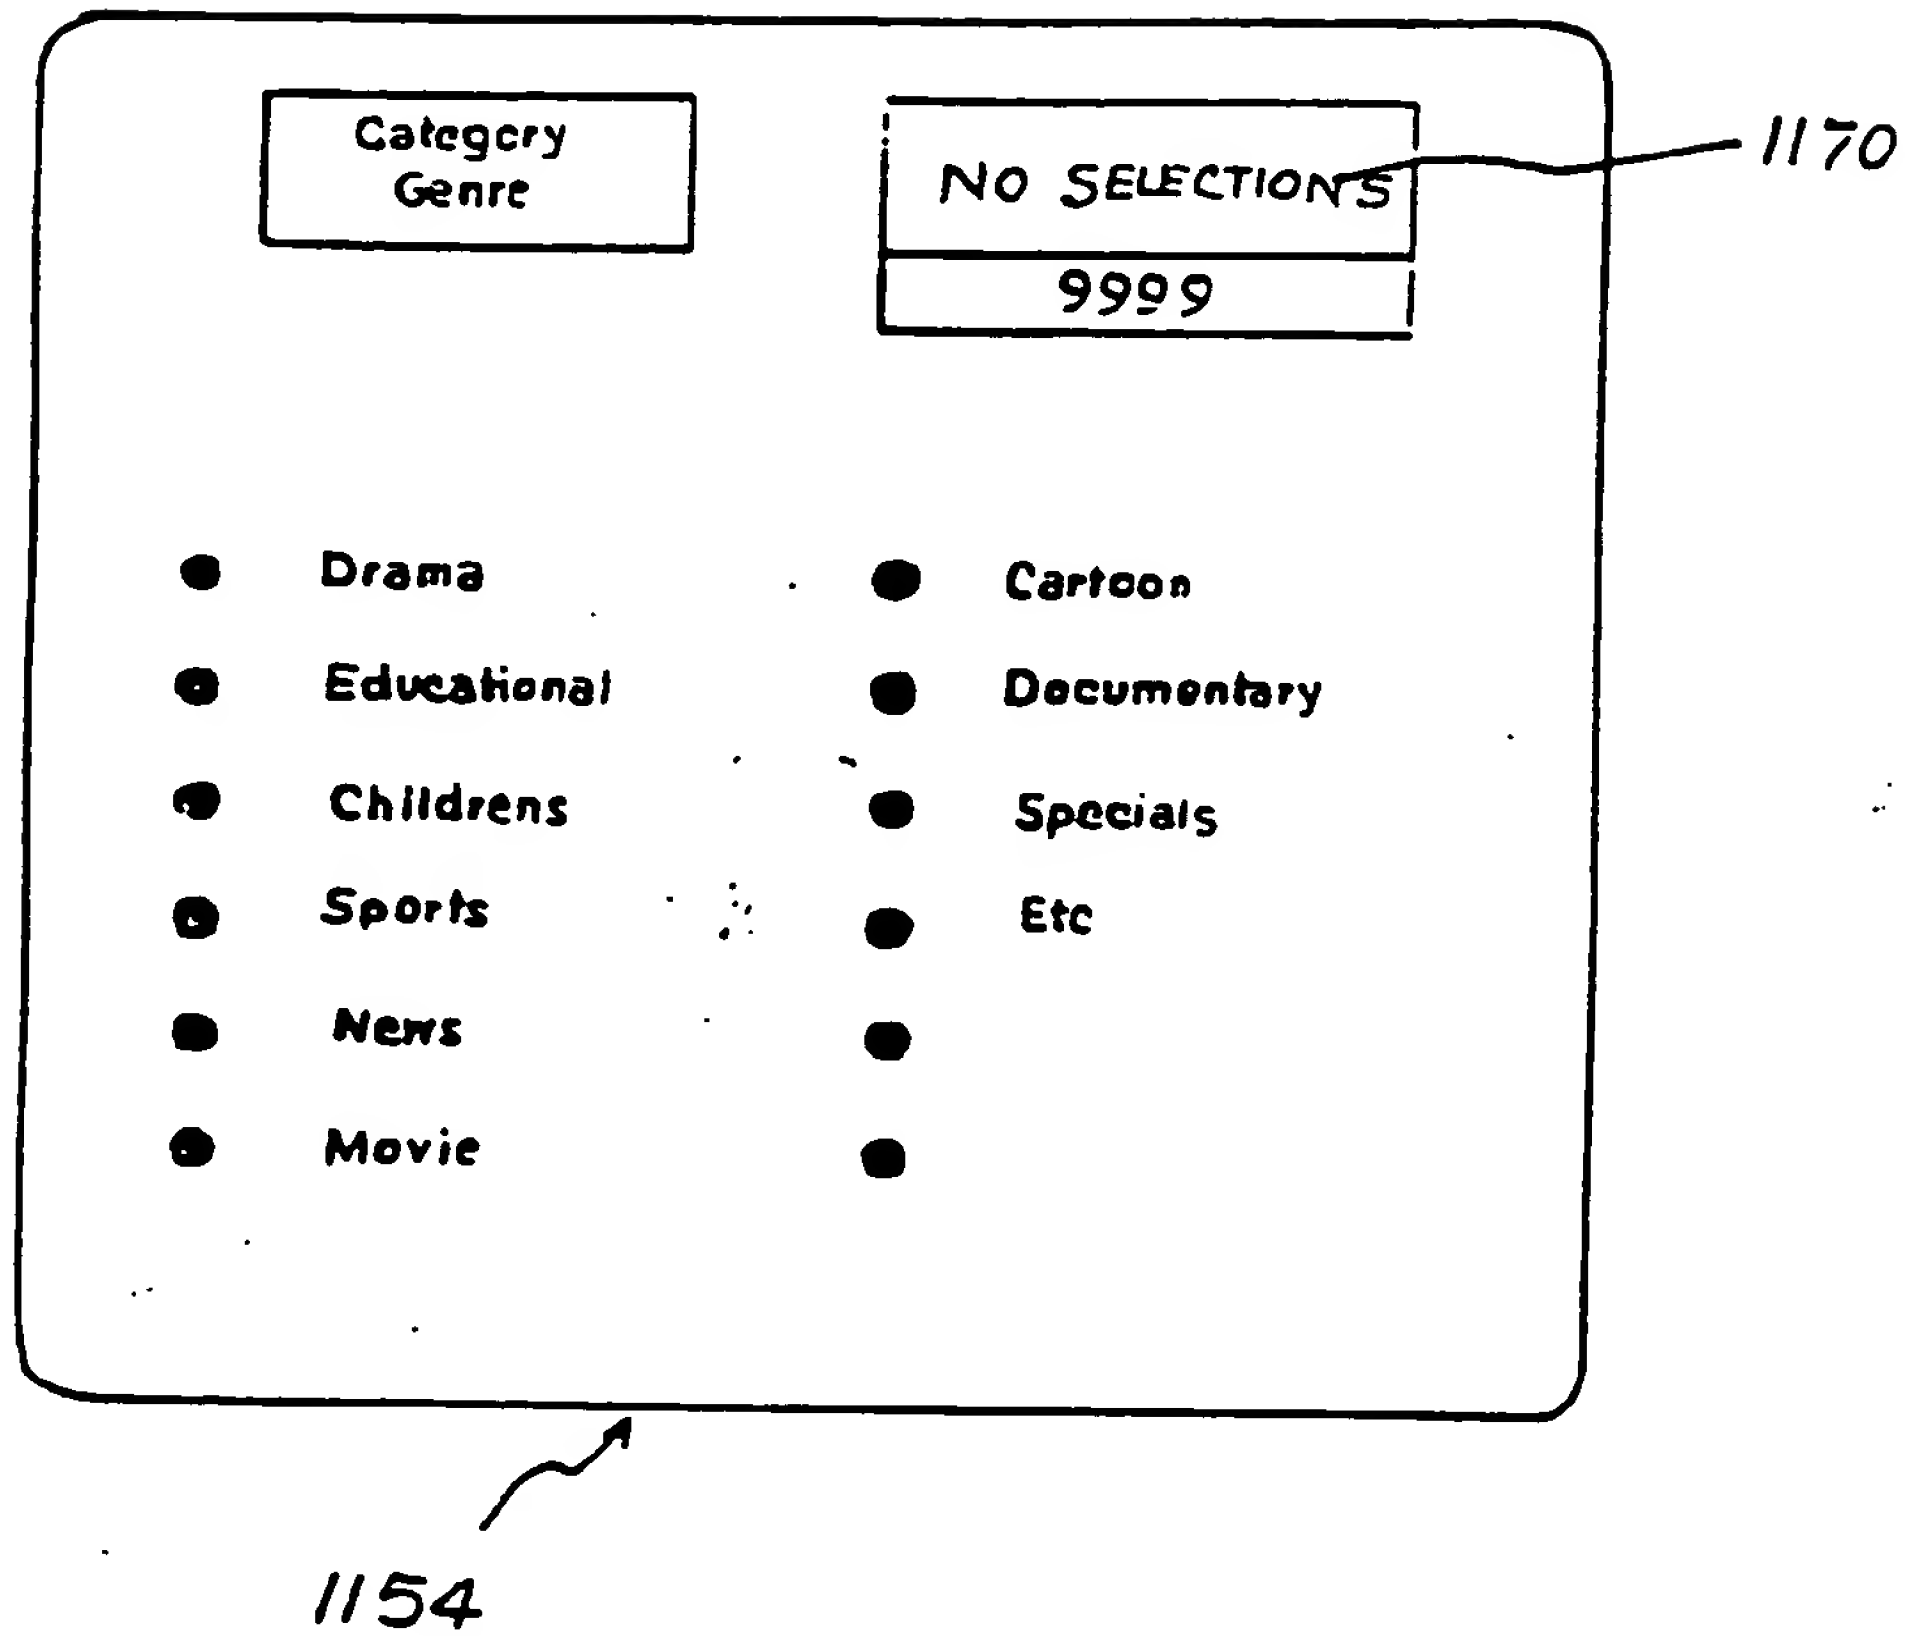 Category
Genre
NO SELECTIONS
9999
1170
Drama
Educational
Childrens
Sports
News
Movie
Cartoon
Documentary
Specials
Etc
1154